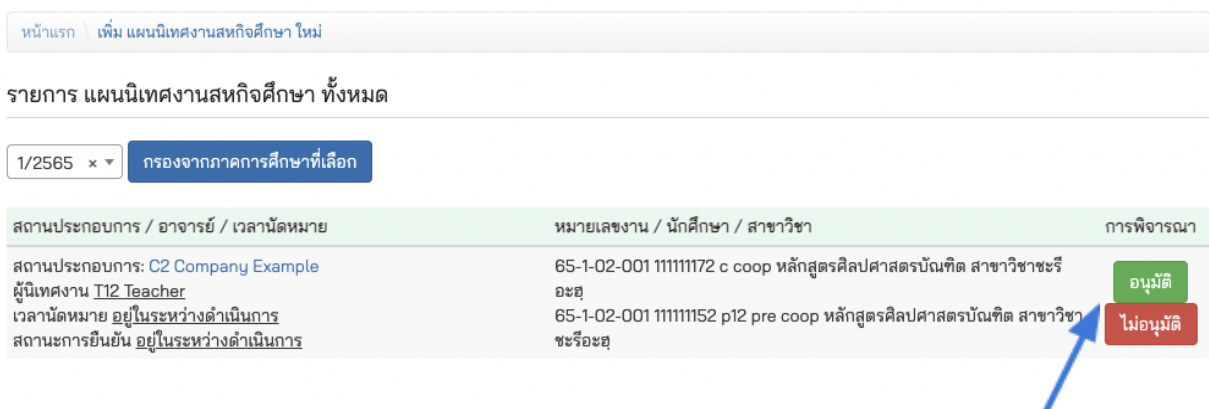 หน้าแรก \ เพิ่ม แผนนิเทศงานสหกิจศึกษา ใหม่
รายการ แผนนิเทศงานสหกิจศึกษา ทั้งหมด
1/2565 × กรองจากภาคการศึกษาที่เลือก
สถานประกอบการ / อาจารย์ / เวลานัดหมาย หมายเลขงาน / นักศึกษา / สาขาวิชา การพิจารณา
สถานประกอบการ: C2 Company Example
ผู้นิเทศงาน T12 Teacher
เวลานัดหมาย อยู่ในระหว่างดำเนินการ
สถานะการยืนยัน อยู่ในระหว่างดำเนินการ
65-1-02-001 111111172 c coop หลักสูตรศิลปศาสตรบัณฑิต สาขาวิชาชะรี
อะฮฺ
65-1-02-001 111111152 p12 pre coop หลักสูตรศิลปศาสตรบัณฑิต สาขาวิชา
ชะรีอะฮฺ
อนุมัติ
ไม่อนุมัติ